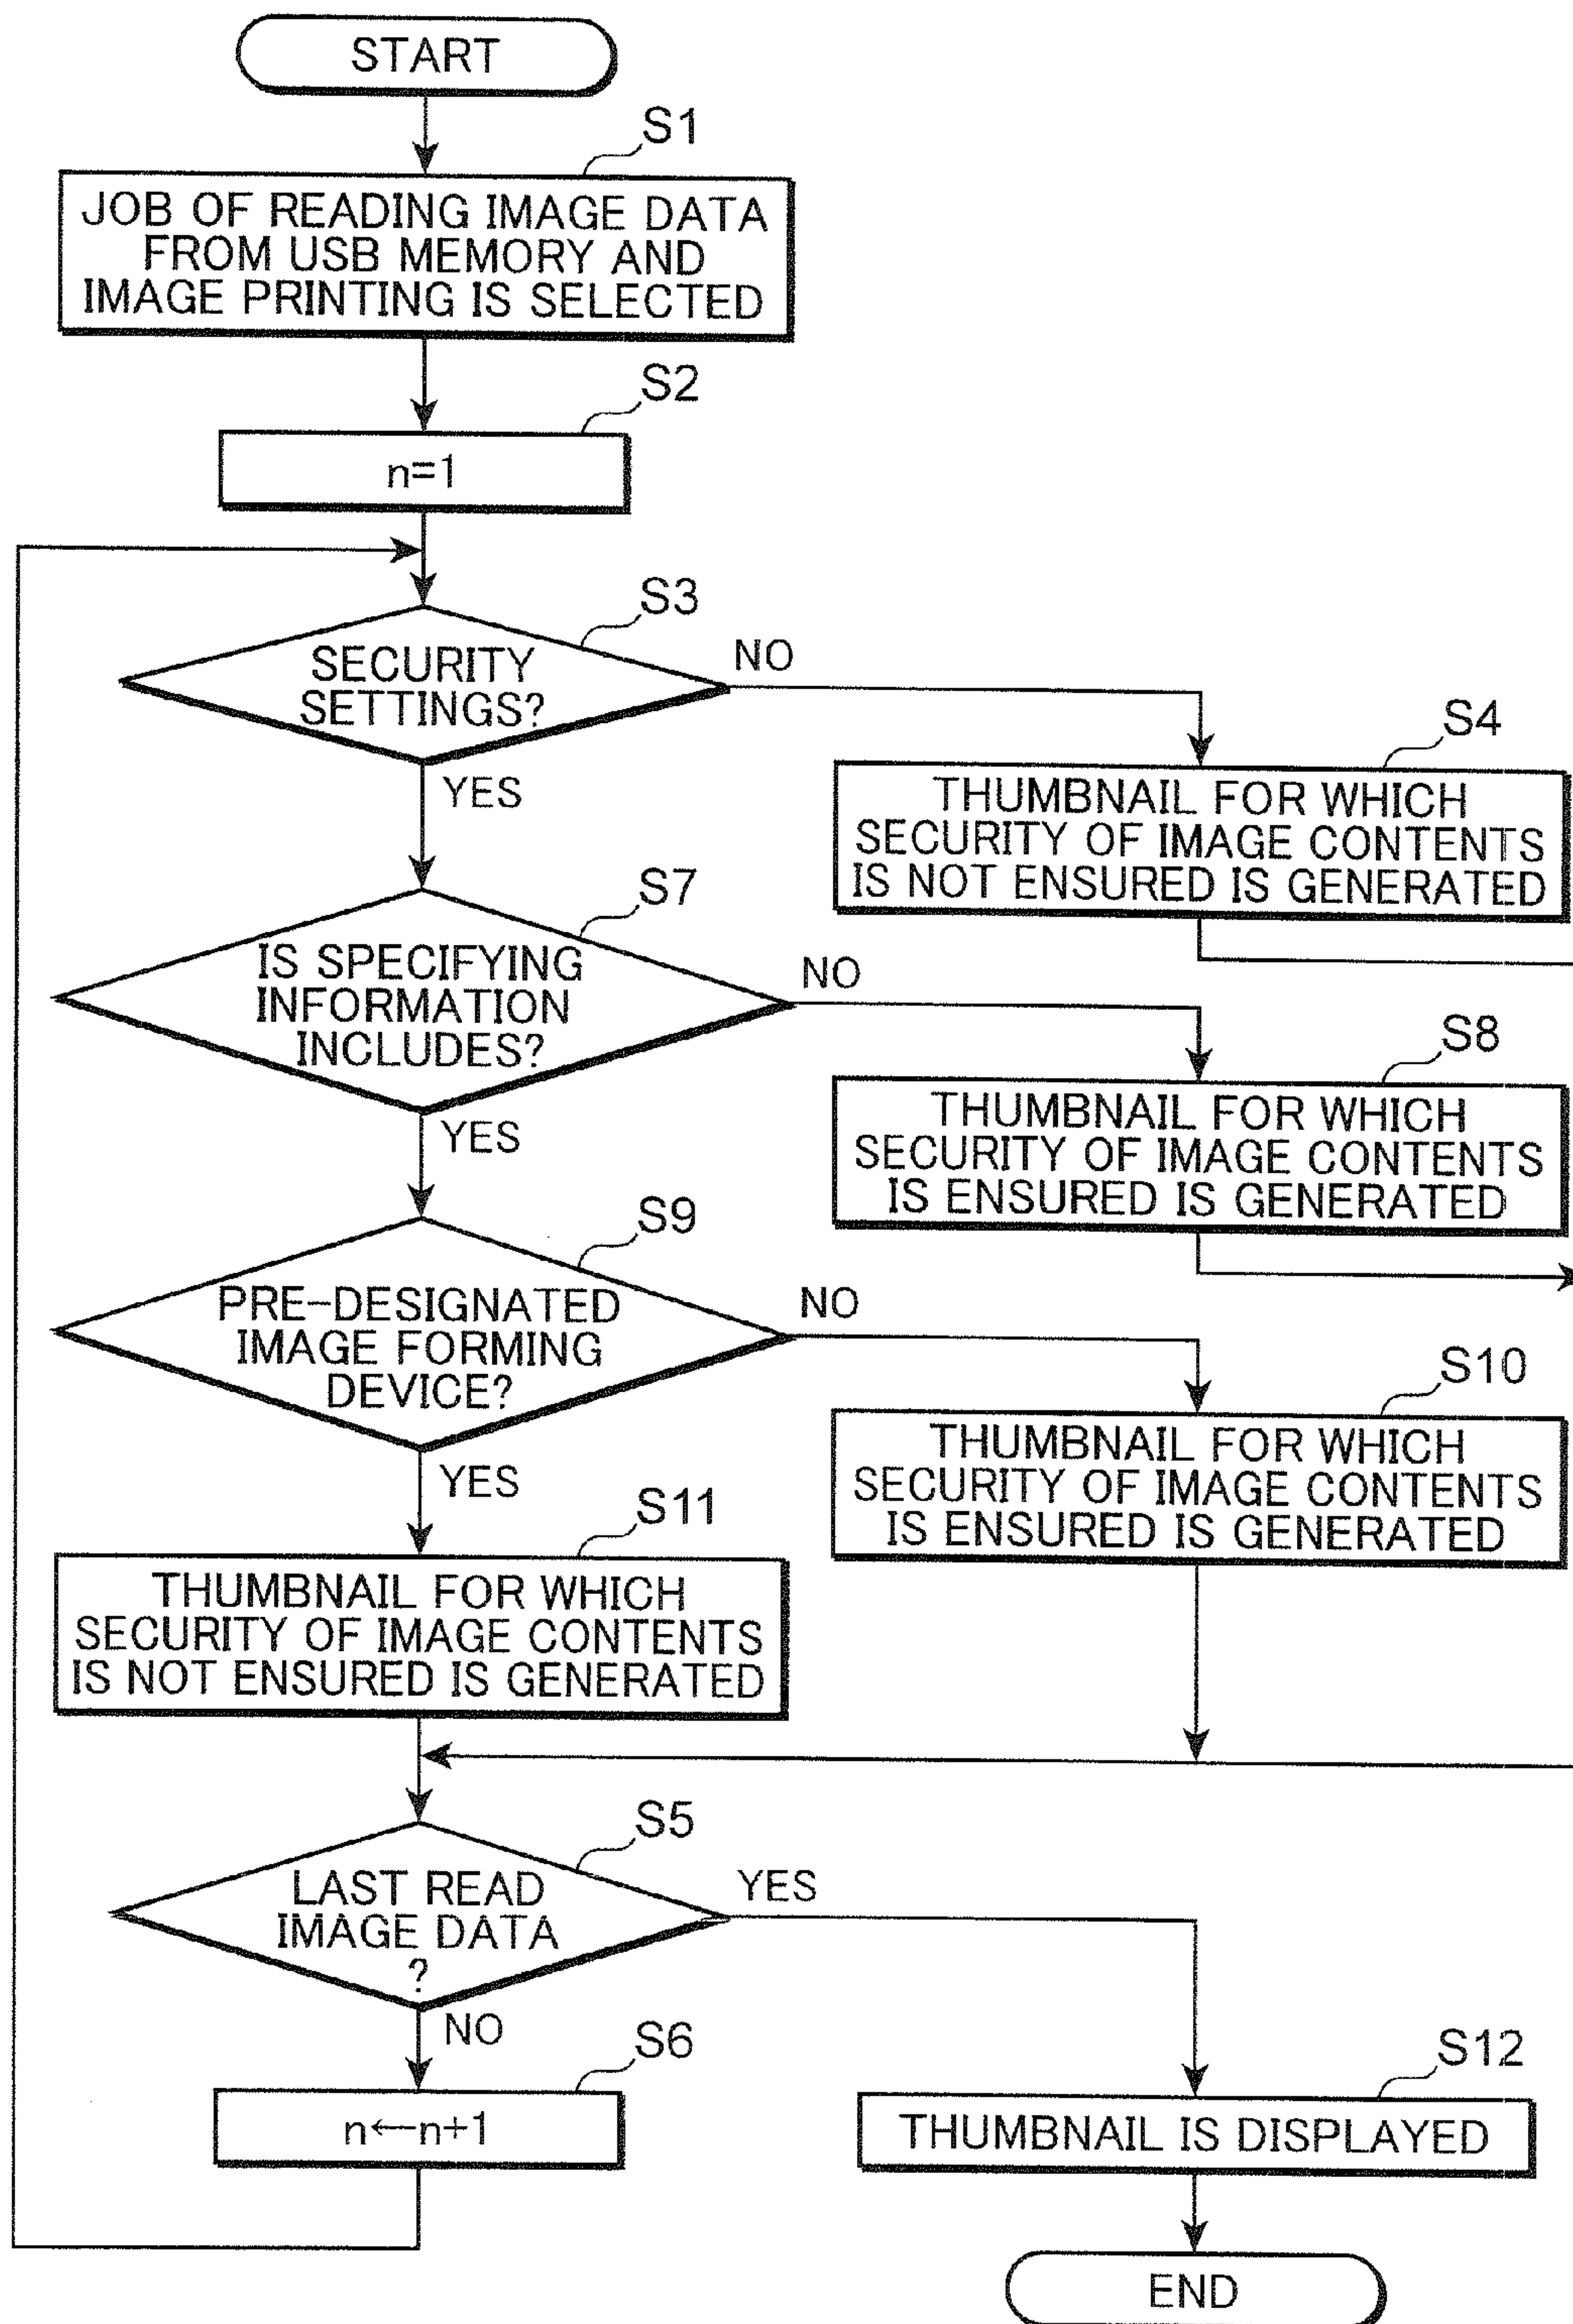 START
S1
JOB OF READING IMAGE DATA
FROM USB MEMORY AND
IMAGE PRINTING IS SELECTED
S2
n=1
S3
SECURITY
SETTINGS?
NO
YES
S4
THUMBNAIL FOR WHICH
SECURITY OF IMAGE CONTENTS
IS NOT ENSURED IS GENERATED
S7
IS SPECIFYING
INFORMATION
INCLUDES?
NO
YES
S8
THUMBNAIL FOR WHICH
SECURITY OF IMAGE CONTENTS
IS ENSURED IS GENERATED
S9
PRE-DESIGNATED
IMAGE FORMING
DEVICE?
NO
YES
S10
THUMBNAIL FOR WHICH
SECURITY OF IMAGE CONTENTS
IS ENSURED IS GENERATED
S11
THUMBNAIL FOR WHICH
SECURITY OF IMAGE CONTENTS
IS NOT ENSURED IS GENERATED
S5
LAST READ
IMAGE DATA
?
YES
NO
S6
n←n+1
S12
THUMBNAIL IS DISPLAYED
END